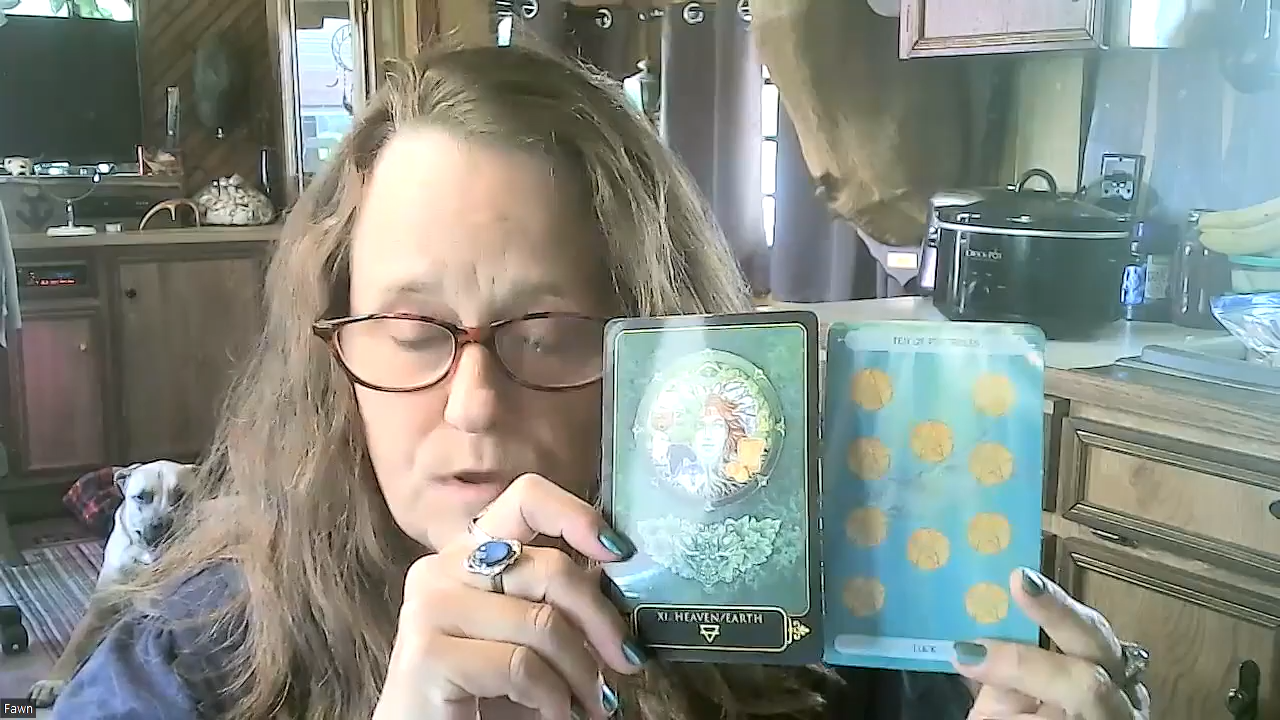 CROCK-POT
TEN OF PENTACLES
XI. HEAVEN/EARTH
LUCK
Fawn